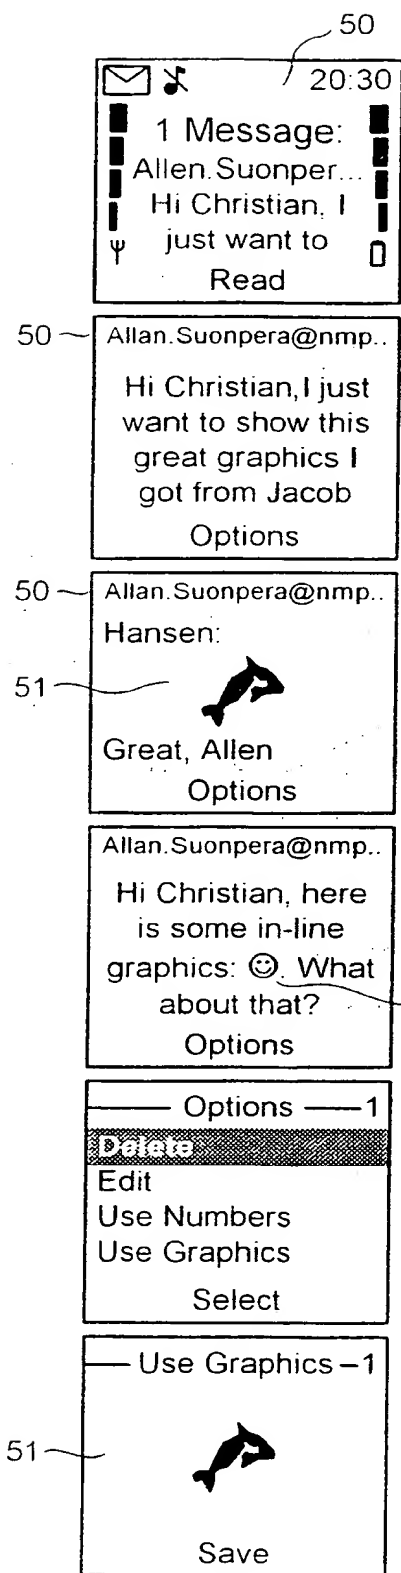 50
20:30
1 Message:
Allen.Suonper...
Hi Christian, I
just want to
Read
50
Allan.Suonpera@nmp..
Hi Christian, I just
want to show this
great graphics I
got from Jacob
Options
50
Allan.Suonpera@nmp..
Hansen:
51
Great, Allen
Options
Allan.Suonpera@nmp..
Hi Christian, here
is some in-line
graphics: ☺. What
about that?
Options
Options 1
Delete
Edit
Use Numbers
Use Graphics
Select
Use Graphics 1
51
Save